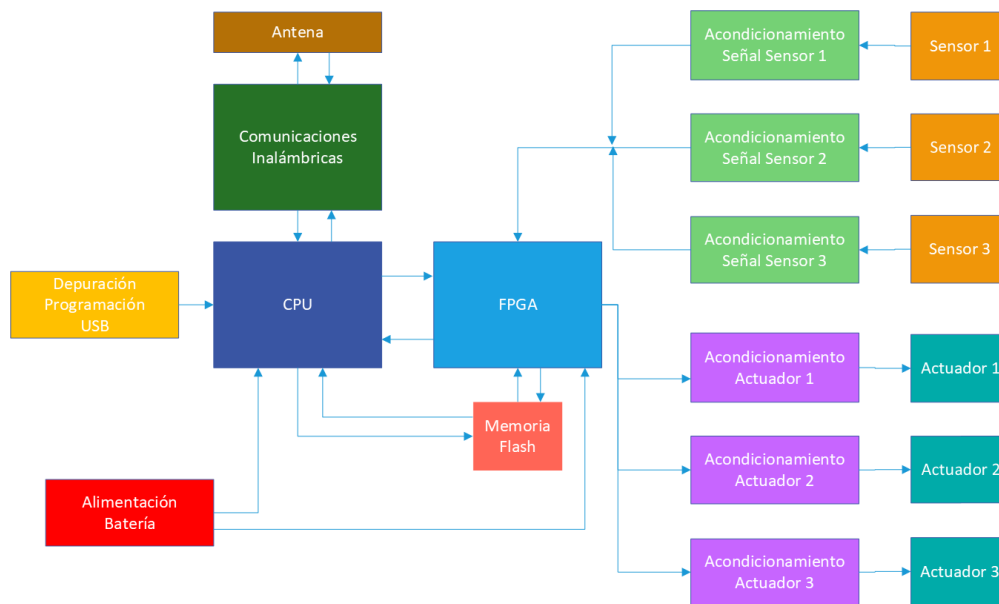 Antena
Comunicaciones
Inalámbricas
Depuración
Programación
USB
CPU
FPGA
Memoria
Flash
Alimentación
Batería
Acondicionamiento
Señal Sensor 1
Sensor 1
Acondicionamiento
Señal Sensor 2
Sensor 2
Acondicionamiento
Señal Sensor 3
Sensor 3
Acondicionamiento
Actuador 1
Actuador 1
Acondicionamiento
Actuador 2
Actuador 2
Acondicionamiento
Actuador 3
Actuador 3